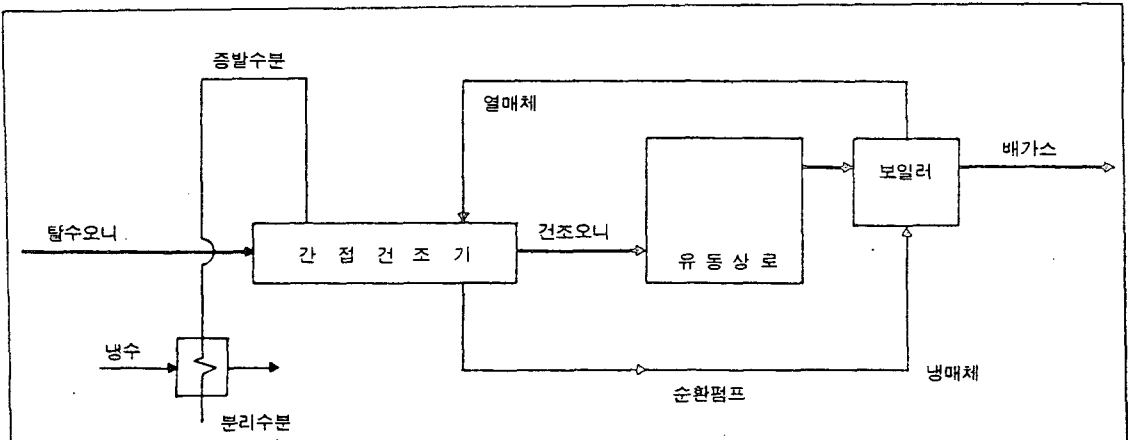 증발수분
열매체
배가스
보일러
탈수오니
건조오니
간 접 건 조 기
유 동 상 로
냉수
냉매체
순환펌프
분리수분